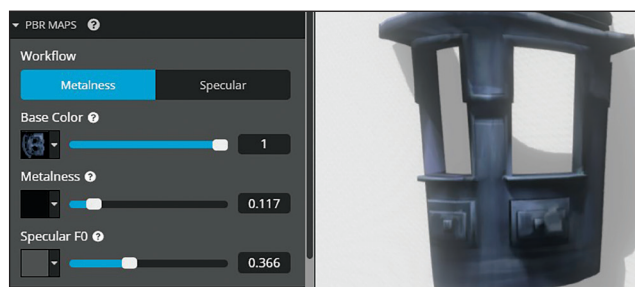 PBR MAPS ?
Workflow
Metalness Specular
Base Color ?
1
Metalness ?
0.117
Specular F0 ?
0.366